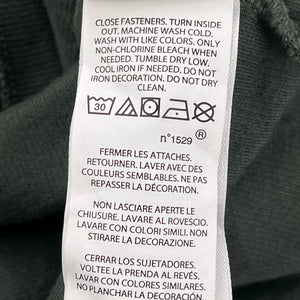 CLOSE FASTENERS. TURN INSIDE
OUT. MACHINE WASH COLD.
WASH WITH LIKE COLORS. ONLY
NON-CHLORINE BLEACH WHEN
NEEDED. TUMBLE DRY LOW.
COOL IRON IF NEEDED. DO NOT
IRON DECORATION. DO NOT DRY
CLEAN.
30
n°1529 ®
FERMER LES ATTACHES.
RETOURNER. LAVER AVEC DES
COULEURS SEMBLABLES. NE PAS
REPASSER LA DÉCORATION.
NON LASCIARE APERTE LE
CHIUSURE. LAVARE AL ROVESCIO.
LAVARE CON COLORI SIMILI. NON
STIRARE LA DECORAZIONE.
CERRAR LOS SUJETADORES.
VOLTEE LA PRENDA AL REVÉS.
LAVAR CON COLORES SIMILARES.
NO PLANCHAR LA DECORACIÓN.